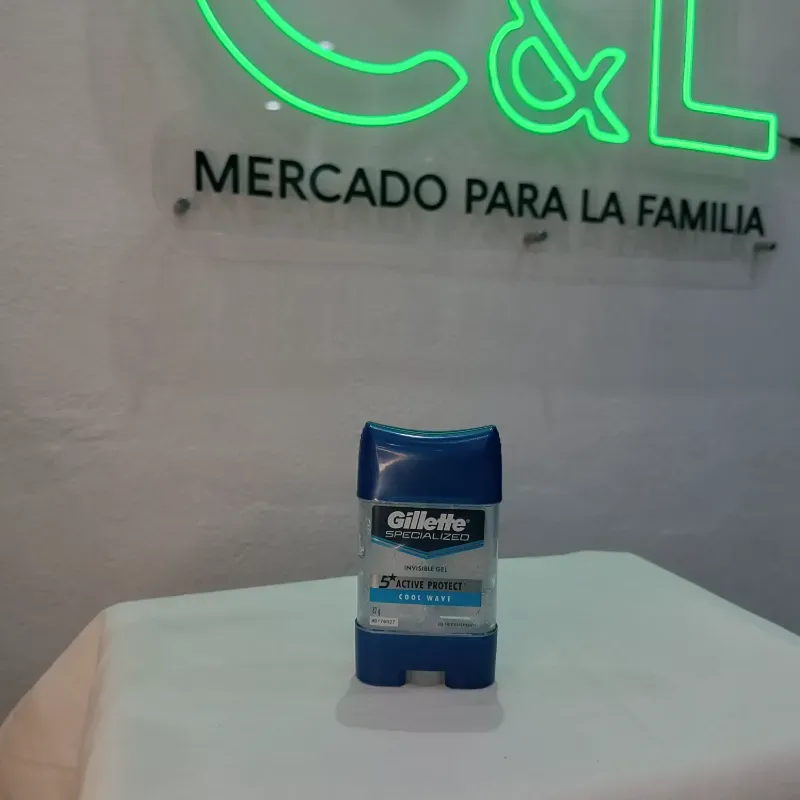 C&L
MERCADO PARA LA FAMILIA
Gillette
SPECIALIZED
INVISIBLE GEL
5★ ACTIVE PROTECT
COOL WAVE